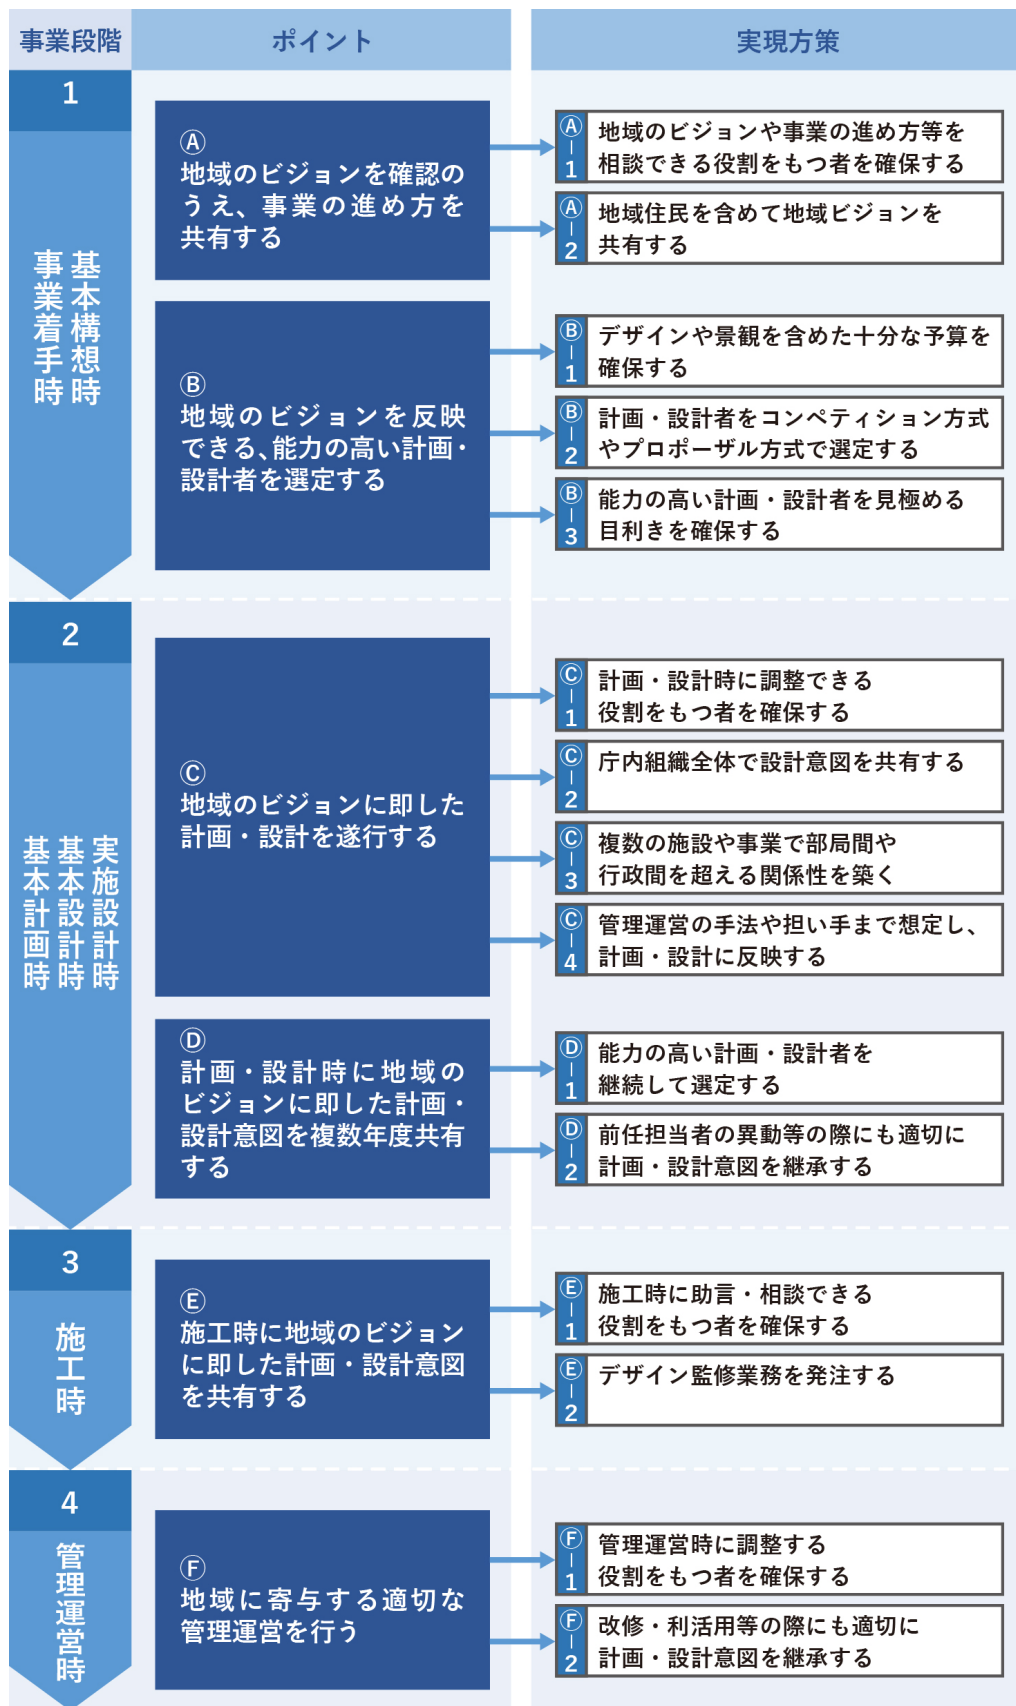 事業段階
ポイント
実現方策
1
基本構想時
事業着手時
Ⓐ
地域のビジョンを確認の
うえ、事業の進め方を
共有する
Ⓐ-1
地域のビジョンや事業の進め方等を
相談できる役割をもつ者を確保する
Ⓐ-2
地域住民を含めて地域ビジョンを
共有する
Ⓑ
地域のビジョンを反映
できる、能力の高い計画・
設計者を選定する
Ⓑ-1
デザインや景観を含めた十分な予算を
確保する
Ⓑ-2
計画・設計者をコンペティション方式
やプロポーザル方式で選定する
Ⓑ-3
能力の高い計画・設計者を見極める
目利きを確保する
2
実施設計時
基本設計時
基本計画時
Ⓒ
地域のビジョンに即した
計画・設計を遂行する
Ⓒ-1
計画・設計時に調整できる
役割をもつ者を確保する
Ⓒ-2
庁内組織全体で設計意図を共有する
Ⓒ-3
複数の施設や事業で部局間や
行政間を超える関係性を築く
Ⓒ-4
管理運営の手法や担い手まで想定し、
計画・設計に反映する
Ⓓ
計画・設計時に地域の
ビジョンに即した計画・
設計意図を複数年度共有
する
Ⓓ-1
能力の高い計画・設計者を
継続して選定する
Ⓓ-2
前任担当者の異動等の際にも適切に
計画・設計意図を継承する
3
施工時
Ⓔ
施工時に地域のビジョン
に即した計画・設計意図
を共有する
Ⓔ-1
施工時に助言・相談できる
役割をもつ者を確保する
Ⓔ-2
デザイン監修業務を発注する
4
管理運営時
Ⓕ
地域に寄与する適切な
管理運営を行う
Ⓕ-1
管理運営時に調整する
役割をもつ者を確保する
Ⓕ-2
改修・利活用等の際にも適切に
計画・設計意図を継承する